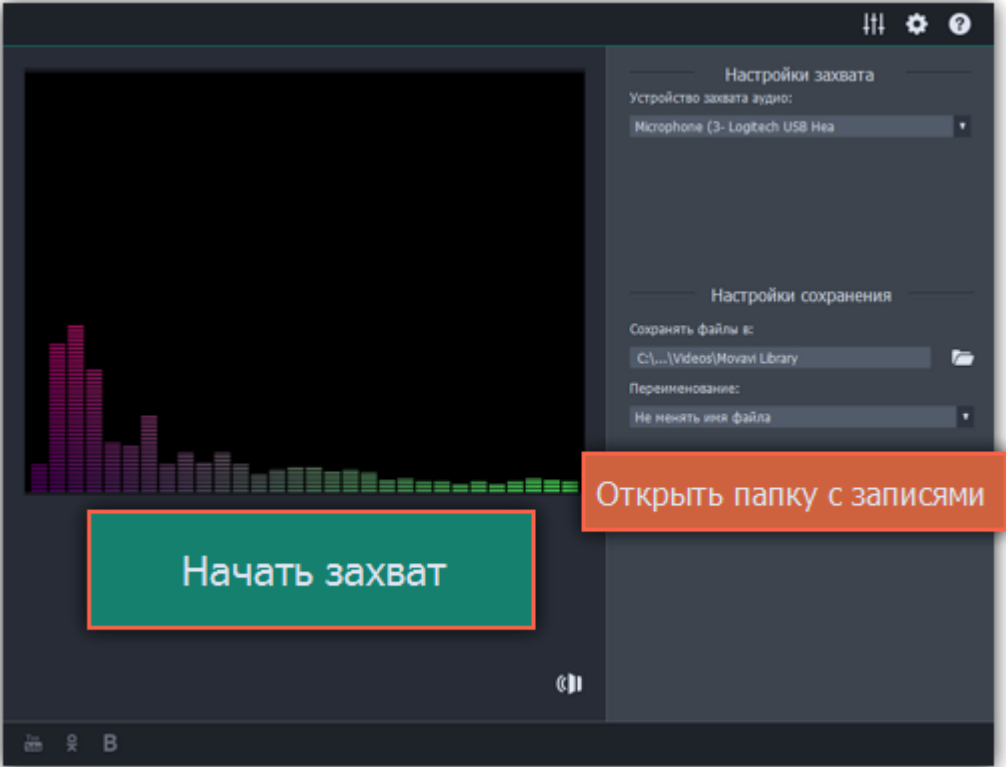 Настройки захвата
Устройство захвата аудио:
Microphone (3- Logitech USB Hea
Настройки сохранения
Сохранять файлы в:
C:\...\Videos\Movavi Library
Переименование:
Не менять имя файла
Открыть папку с записями
Начать захват